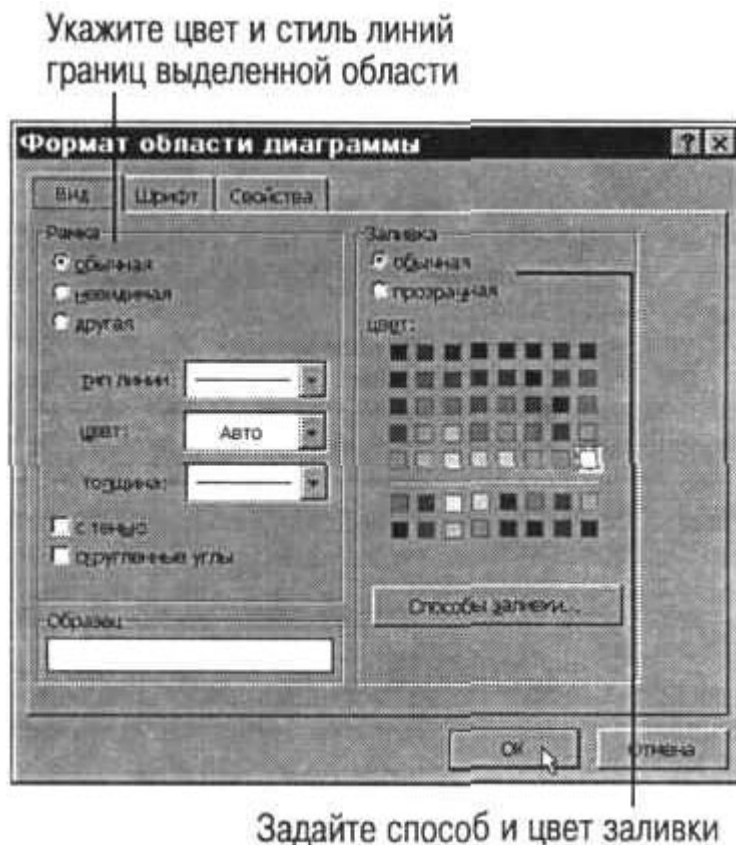 Укажите цвет и стиль линий
границ выделенной области
Формат области диаграммы
Вид Шрифт Свойства
Рамка
обычная
невидимая
другая
тип линии:
цвет: Авто
толщина:
с тенью
скругленные углы
Образец
Заливка
обычная
прозрачная
цвет:
Способы заливки...
ОК Отмена
Задайте способ и цвет заливки